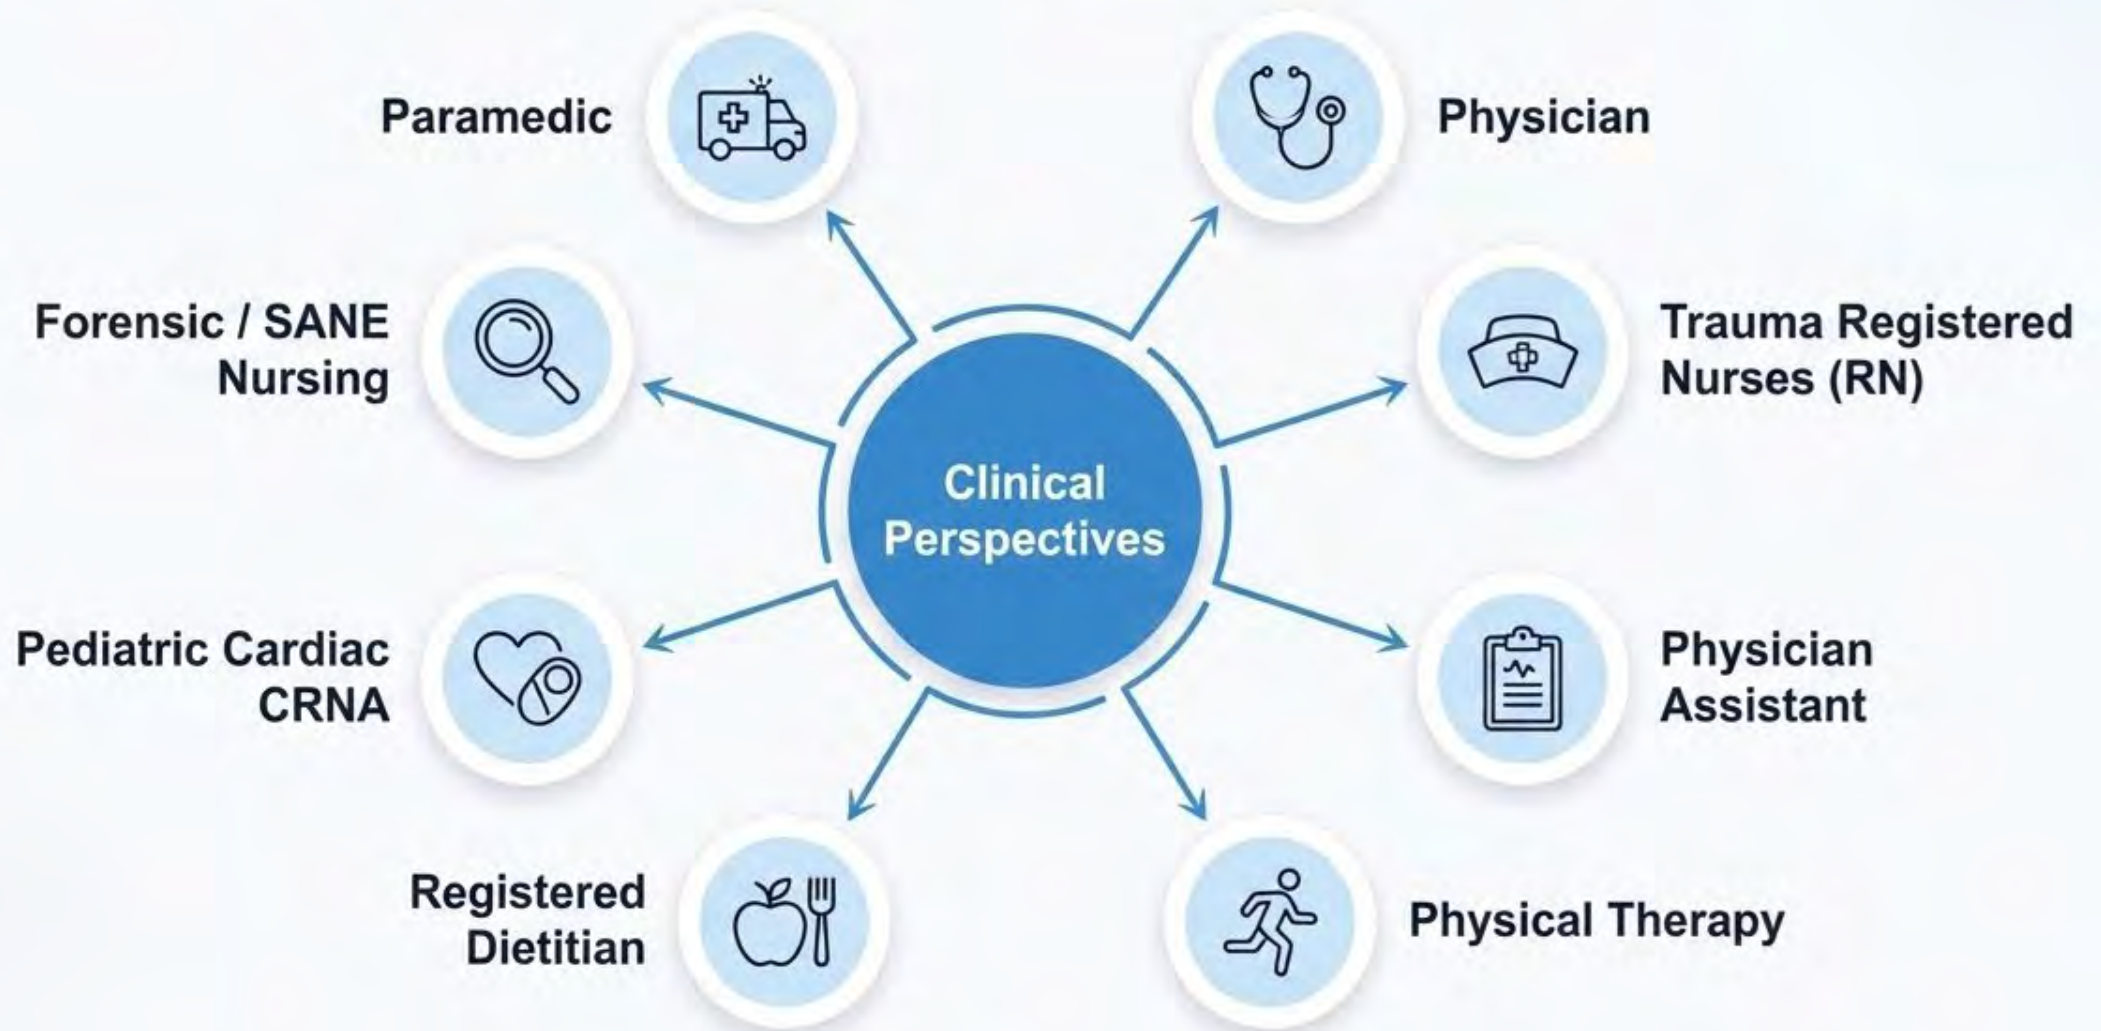 Paramedic
Physician
Forensic / SANE
Nursing
Trauma Registered
Nurses (RN)
Clinical
Perspectives
Pediatric Cardiac
CRNA
Physician
Assistant
Registered
Dietitian
Physical Therapy